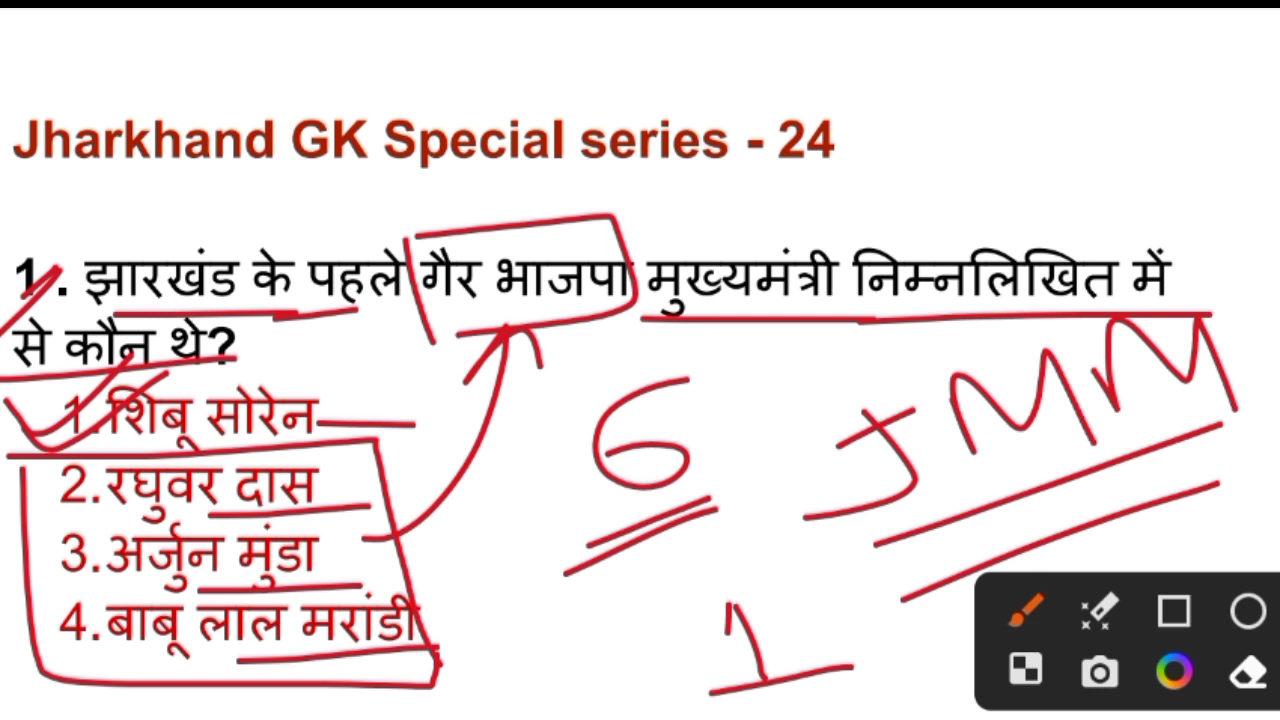 Jharkhand GK Special series - 24
1. झारखंड के पहले गैर भाजपा मुख्यमंत्री निम्नलिखित में
से कौन थे?
1.शिबू सोरेन
2.रघुवर दास
3.अर्जुन मुंडा
4.बाबू लाल मरांडी
6
JMM
1